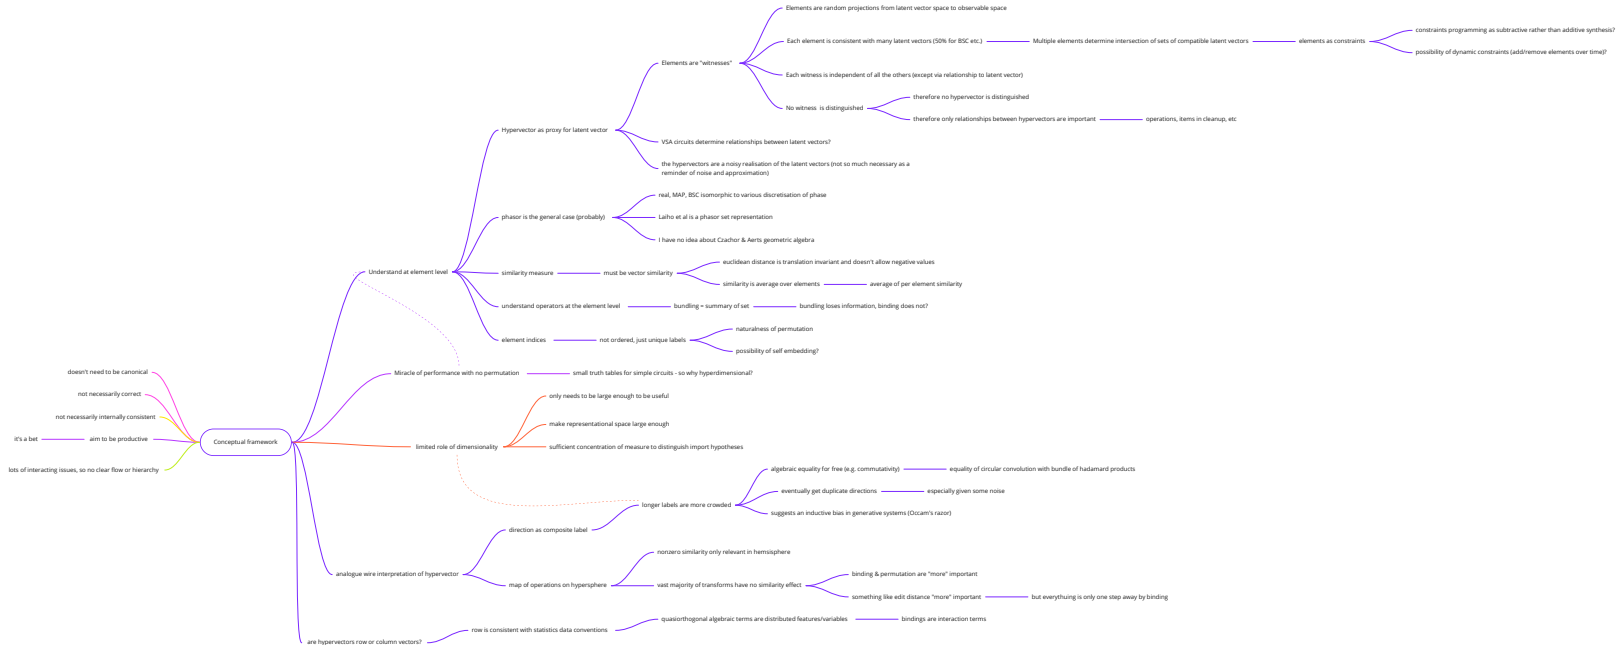 Elements are random projections from latent vector space to observable space
Each element is consistent with many latent vectors (50% for BSC etc.)
Multiple elements determine intersection of sets of compatible latent vectors
elements as constraints
constraints programming as subtractive rather than additive synthesis?
possibility of dynamic constraints (add/remove elements over time)?
Elements are "witnesses"
Each witness is independent of all the others (except via relationship to latent vector)
No witness is distinguished
therefore no hypervector is distinguished
therefore only relationships between hypervectors are important
operations, items in cleanup, etc
Hypervector as proxy for latent vector
VSA circuits determine relationships between latent vectors?
the hypervectors are a noisy realisation of the latent vectors (not so much necessary as a
reminder of noise and approximation)
real, MAP, BSC isomorphic to various discretisation of phase
phasor is the general case (probably)
Laiho et al is a phasor set representation
I have no idea about Czachor & Aerts geometric algebra
Understand at element level
similarity measure
must be vector similarity
euclidean distance is translation invariant and doesn't allow negative values
similarity is average over elements
average of per element similarity
understand operators at the element level
bundling = summary of set
bundling loses information, binding does not?
element indices
not ordered, just unique labels
naturalness of permutation
possibility of self embedding?
Miracle of performance with no permutation
small truth tables for simple circuits - so why hyperdimensional?
doesn't need to be canonical
not necessarily correct
not necessarily internally consistent
it's a bet
aim to be productive
lots of interacting issues, so no clear flow or hierarchy
Conceptual framework
only needs to be large enough to be useful
make representational space large enough
limited role of dimensionality
sufficient concentration of measure to distinguish import hypotheses
algebraic equality for free (e.g. commutativity)
equality of circular convolution with bundle of hadamard products
eventually get duplicate directions
especially given some noise
longer labels are more crowded
suggests an inductive bias in generative systems (Occam's razor)
direction as composite label
analogue wire interpretation of hypervector
map of operations on hypersphere
nonzero similarity only relevant in hemsisphere
vast majority of transforms have no similarity effect
binding & permutation are "more" important
something like edit distance "more" important
but everythuing is only one step away by binding
are hypervectors row or column vectors?
row is consistent with statistics data conventions
quasiorthogonal algebraic terms are distributed features/variables
bindings are interaction terms